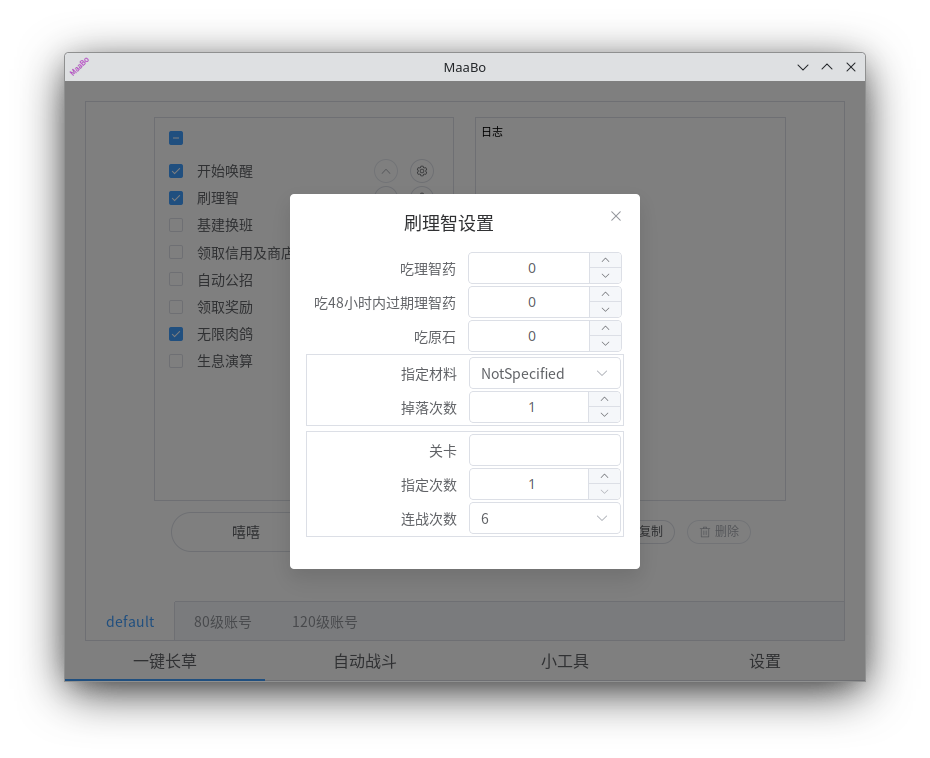 MaaBo
MaaBo
日志
开始唤醒
刷理智
基建换班
领取信用及商店
自动公招
领取奖励
无限肉鸽
生息演算
刷理智设置
吃理智药 0
吃48小时内过期理智药 0
吃原石 0
指定材料 NotSpecified
掉落次数 1
关卡
指定次数 1
连战次数 6
嘻嘻
复制 删除
default 80级账号 120级账号
一键长草 自动战斗 小工具 设置